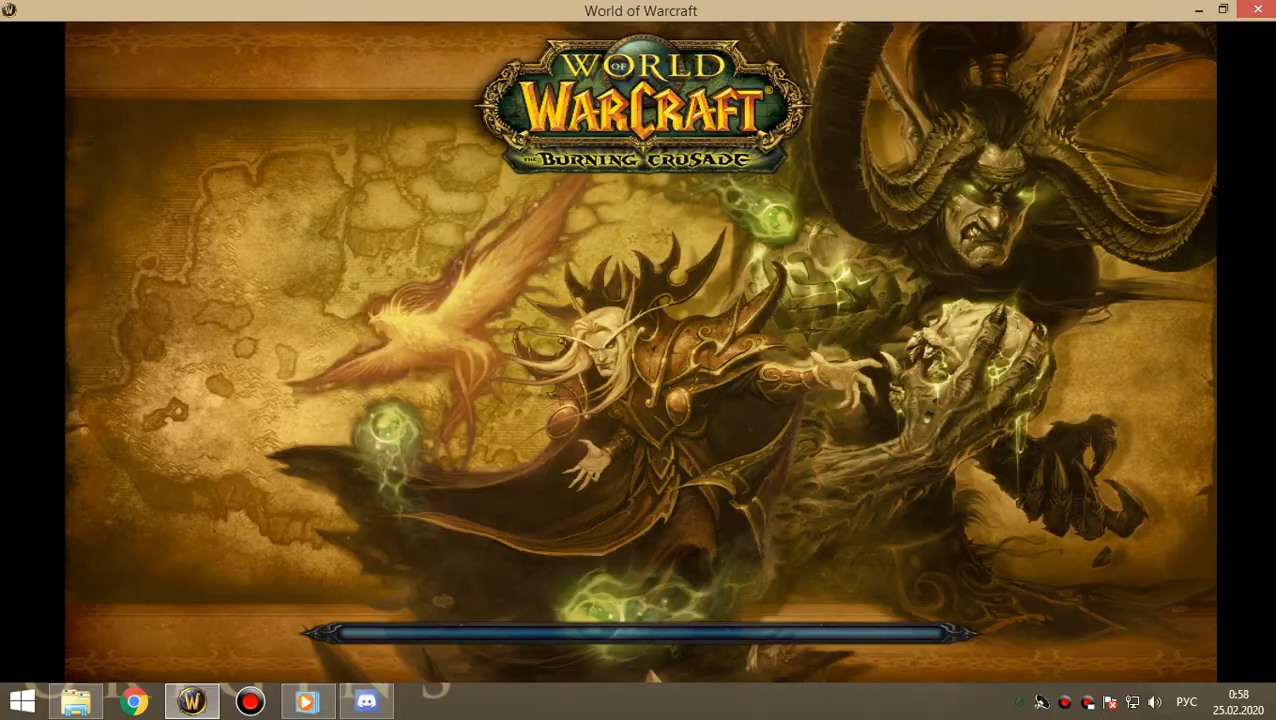 World of Warcraft
WORLD
OF
WARCRAFT®
THE BURNING CRUSADE
РУС
0:58
25.02.2020